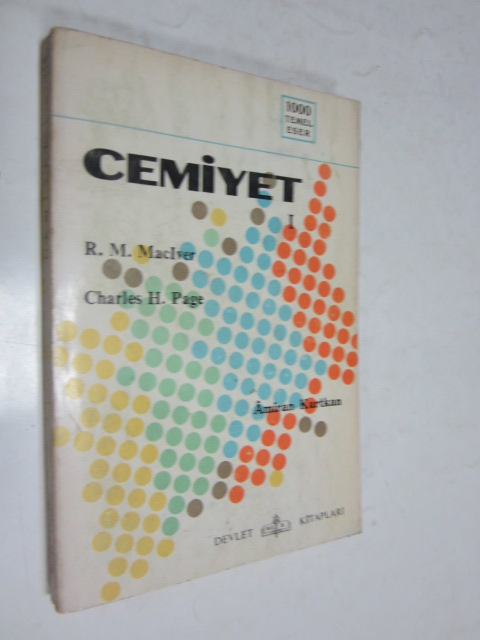 1000
TEMEL
ESER
CEMİYET
I
R. M. MacIver
Charles H. Page
Âmiran Kurtkan
DEVLET KİTAPLARI